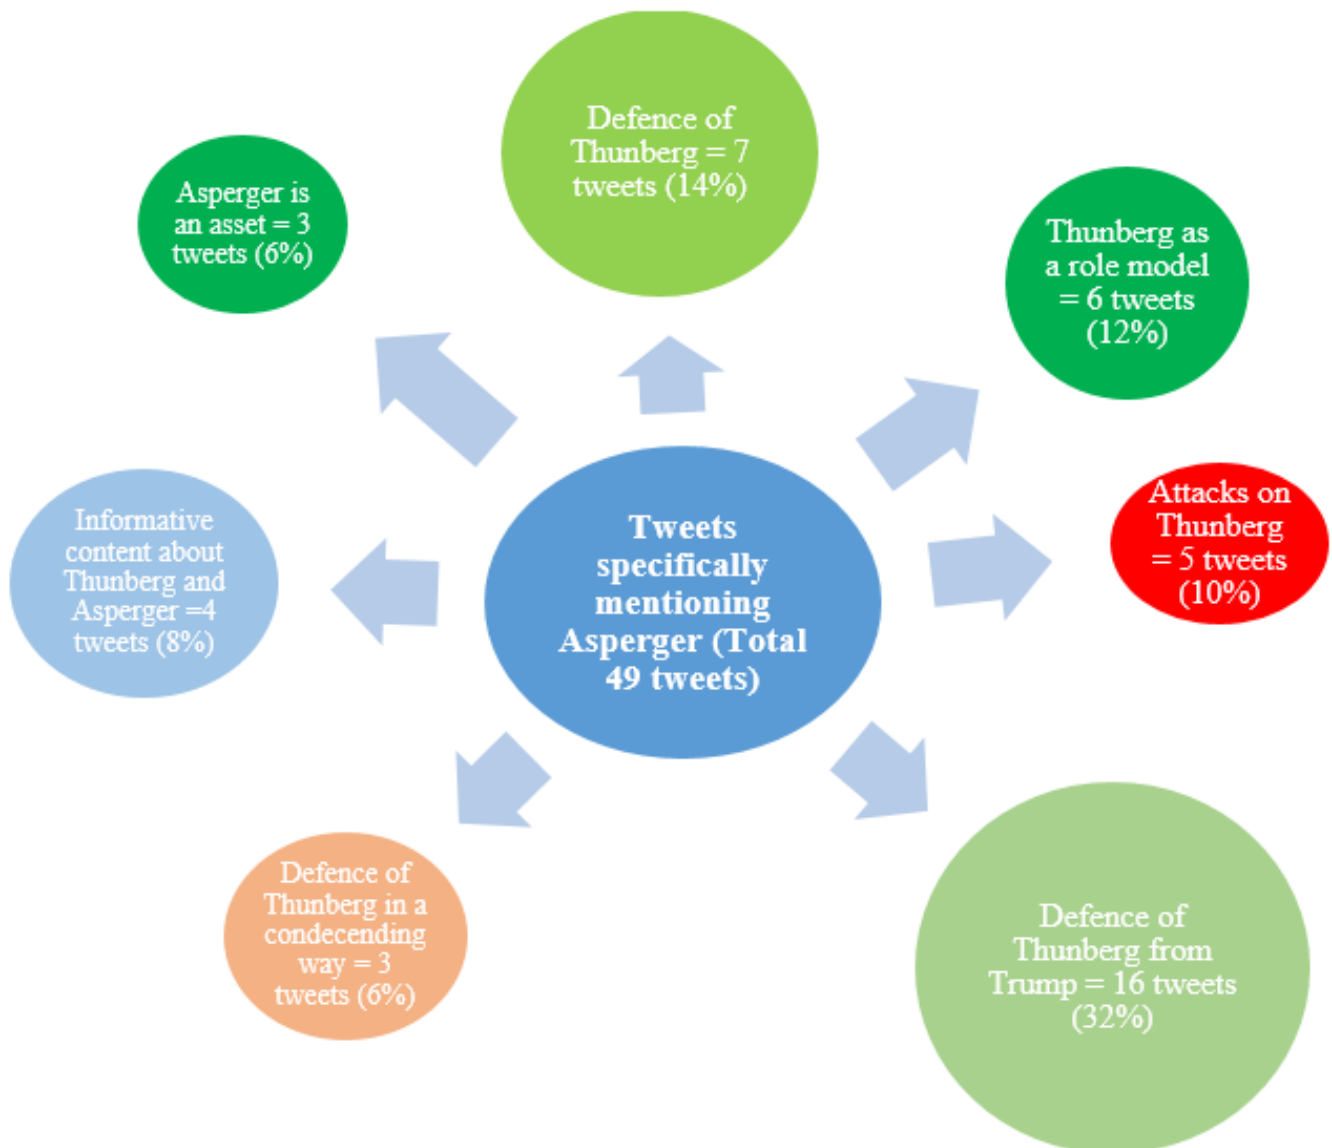 Defence of
Thunberg = 7
tweets (14%)
Asperger is
an asset = 3
tweets (6%)
Thunberg as
a role model
= 6 tweets
(12%)
Attacks on
Thunberg
= 5 tweets
(10%)
Informative
content about
Thunberg and
Asperger =4
tweets (8%)
Tweets
specifically
mentioning
Asperger (Total
49 tweets)
Defence of
Thunberg in a
condecending
way = 3
tweets (6%)
Defence of
Thunberg from
Trump = 16 tweets
(32%)